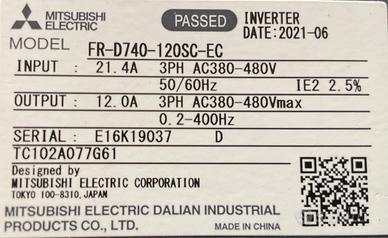 MITSUBISHI ELECTRIC
PASSED
INVERTER
DATE:2021-06
MODEL FR-D740-120SC-EC
INPUT : 21.4A 3PH AC380-480V
50/60Hz IE2 2.5%
OUTPUT : 12.0A 3PH AC380-480Vmax
0.2-400Hz
SERIAL : E16K19037 D
TC102A077G61
Designed by
MITSUBISHI ELECTRIC CORPORATION
TOKYO 100-8310, JAPAN
MITSUBISHI ELECTRIC DALIAN INDUSTRIAL
PRODUCTS CO., LTD. MADE IN CHINA